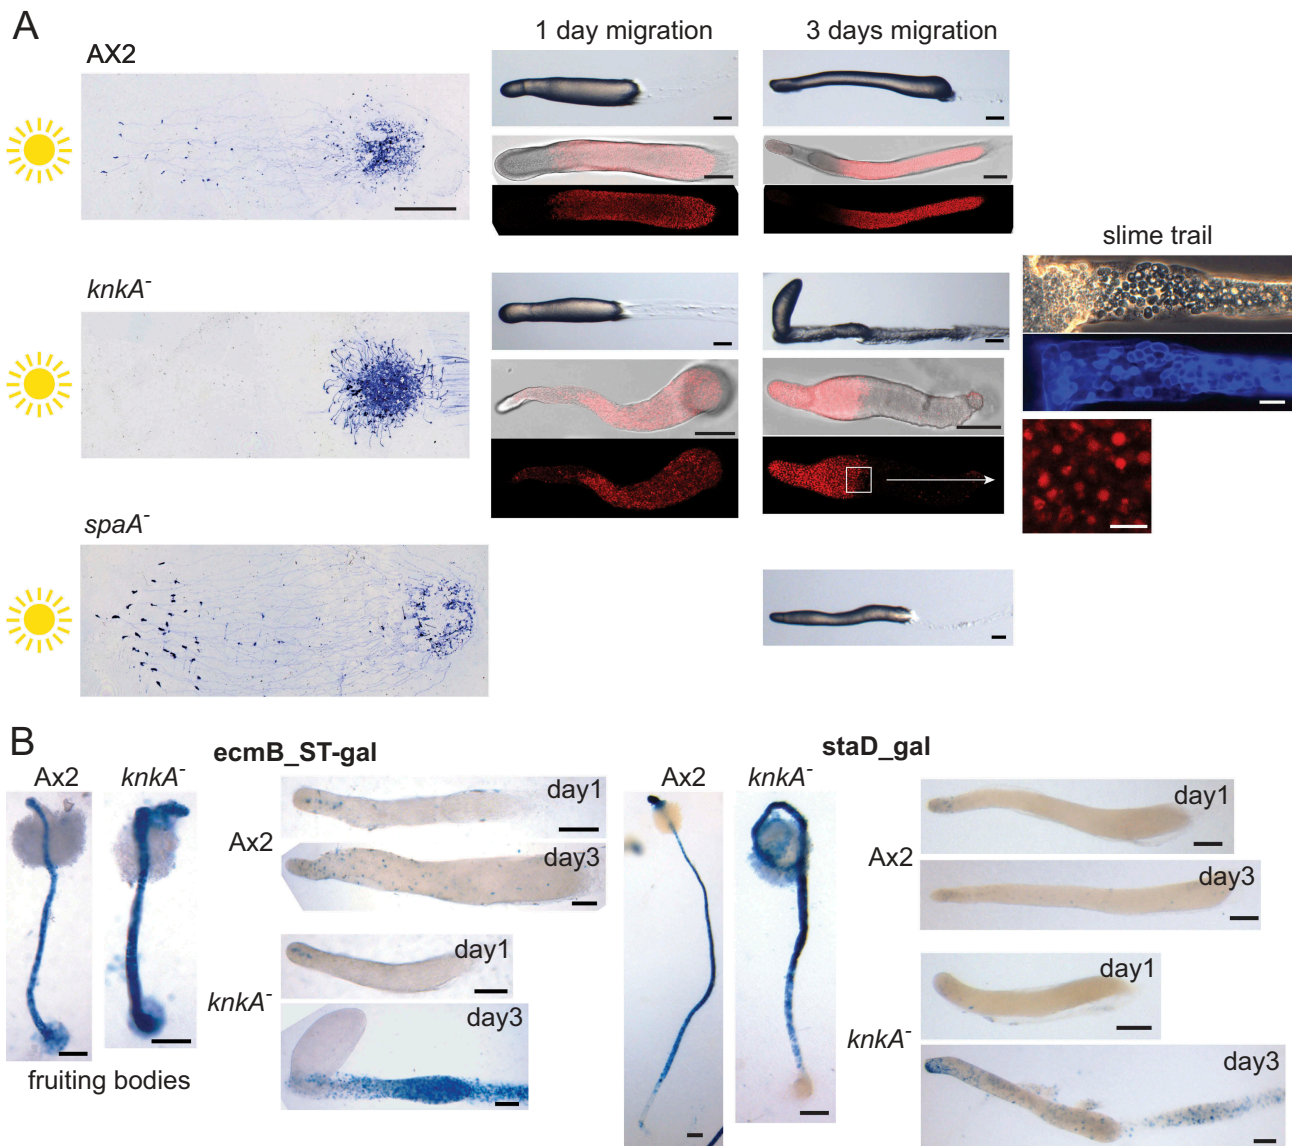 A
AX2
1 day migration
3 days migration
slime trail
knkA-
spaA-
B
ecmB_ST-gal
staD_gal
Ax2
knkA-
Ax2
day1
day3
knkA-
day1
day3
fruiting bodies
Ax2
knkA-
Ax2
day1
day3
knkA-
day1
day3